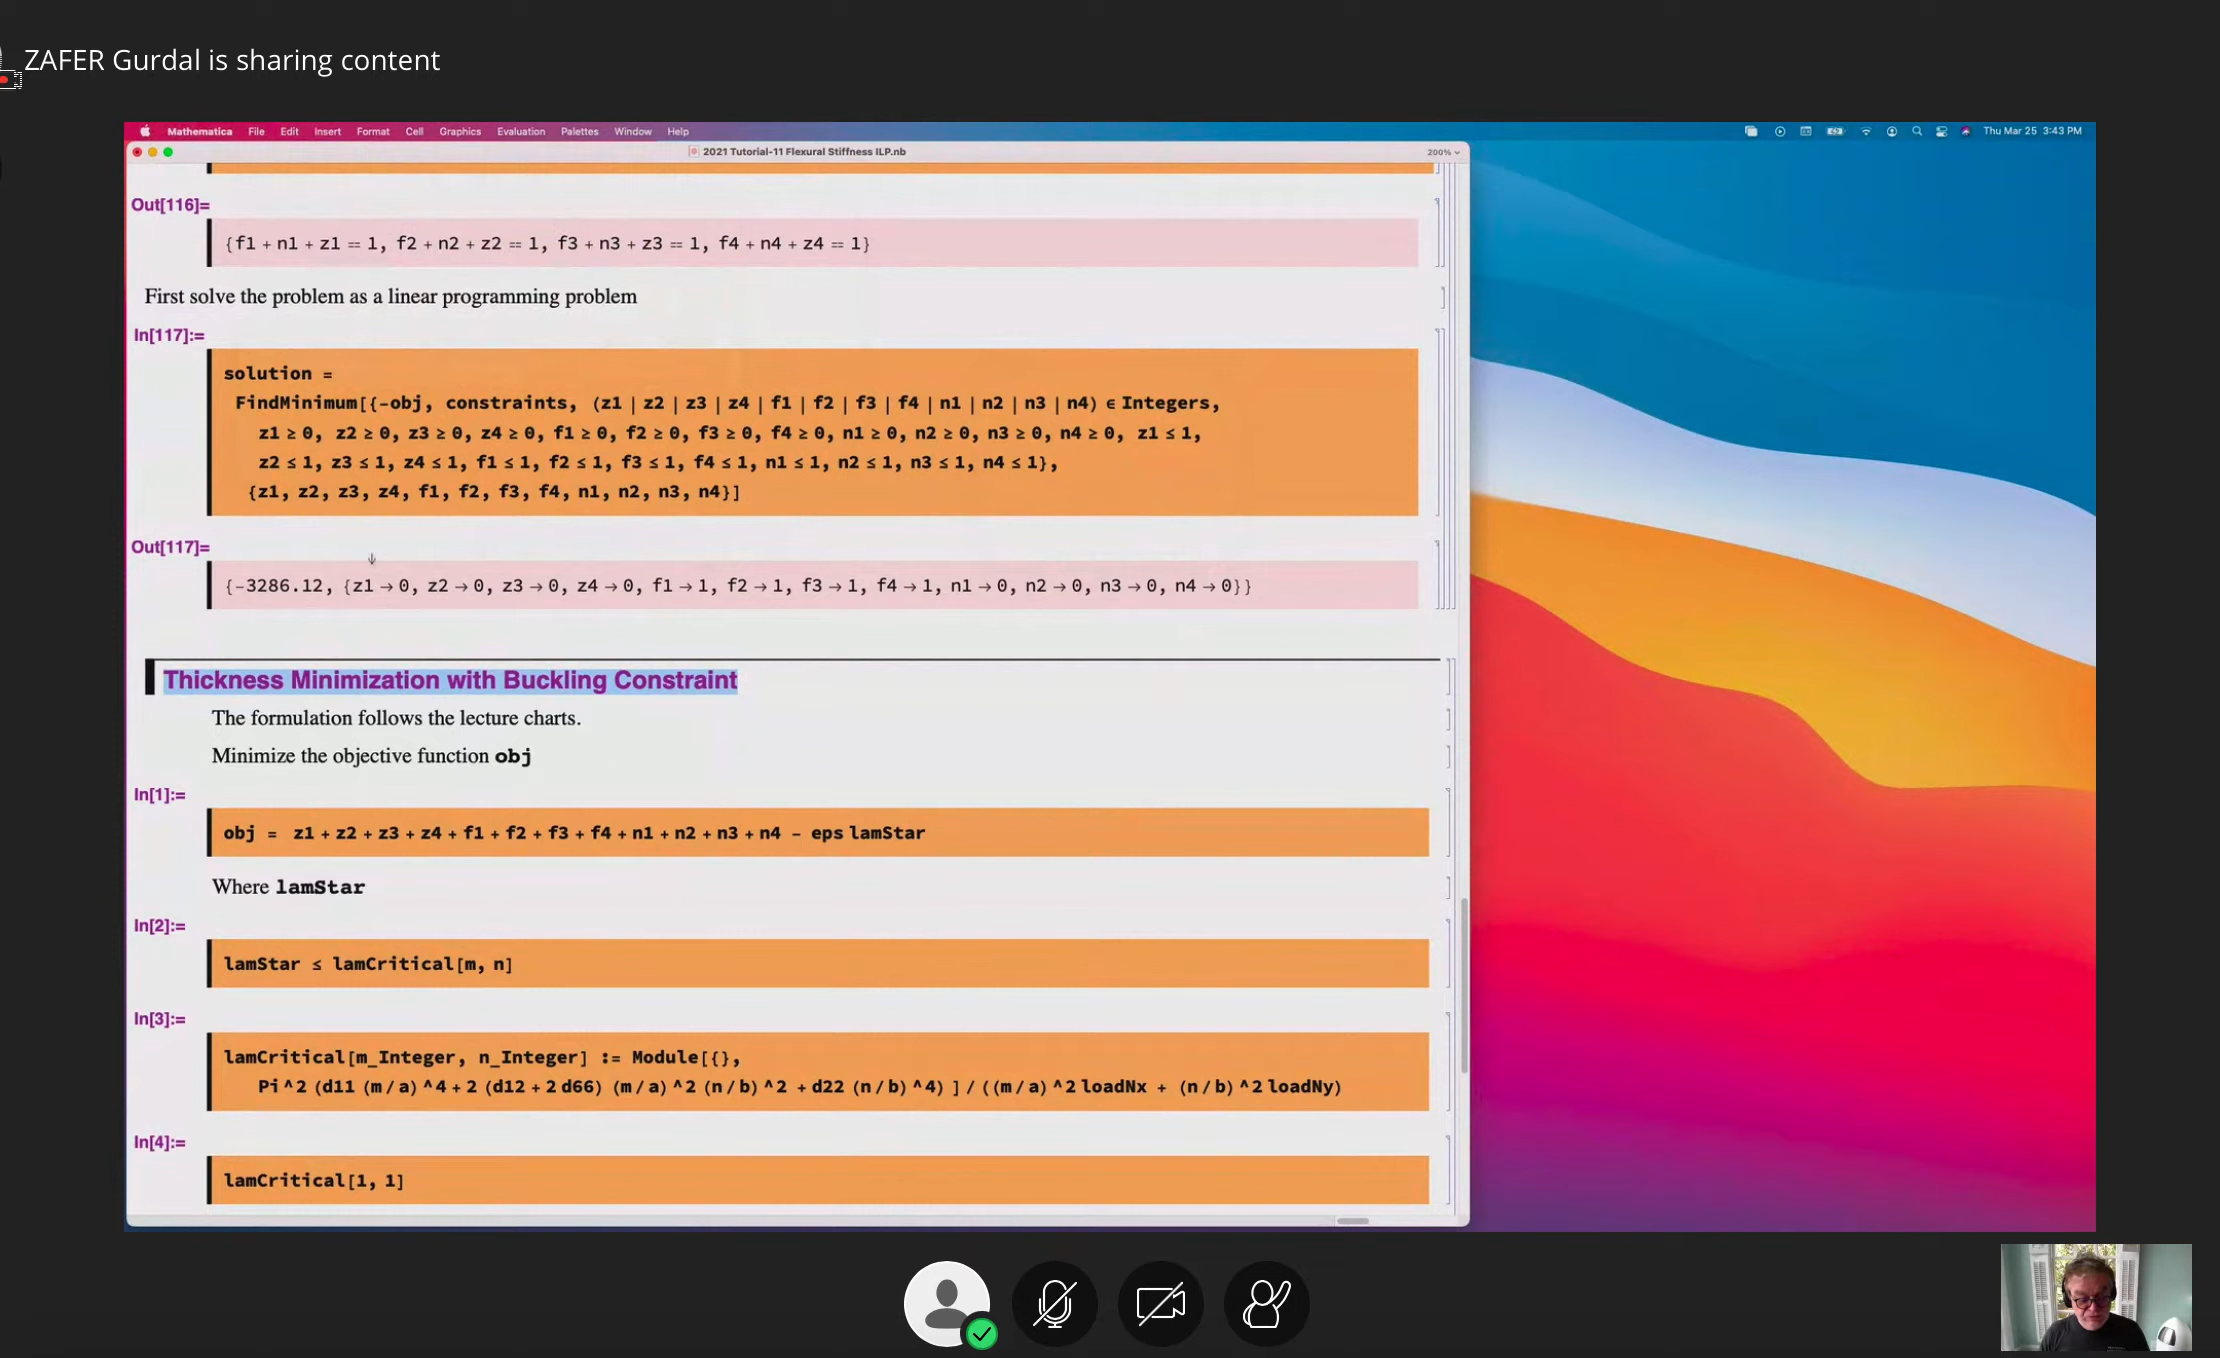 ZAFER Gurdal is sharing content
Mathematica File Edit Insert Format Cell Graphics Evaluation Palettes Window Help
Thu Mar 25 3:43 PM
2021 Tutorial-11 Flexural Stiffness ILP.nb
200%
Out[116]=
{f1 + n1 + z1 == 1, f2 + n2 + z2 == 1, f3 + n3 + z3 == 1, f4 + n4 + z4 == 1}
First solve the problem as a linear programming problem
In[117]:=
solution =
FindMinimum[{-obj, constraints, (z1 | z2 | z3 | z4 | f1 | f2 | f3 | f4 | n1 | n2 | n3 | n4) ∈ Integers,
z1 ≥ 0, z2 ≥ 0, z3 ≥ 0, z4 ≥ 0, f1 ≥ 0, f2 ≥ 0, f3 ≥ 0, f4 ≥ 0, n1 ≥ 0, n2 ≥ 0, n3 ≥ 0, n4 ≥ 0, z1 ≤ 1,
z2 ≤ 1, z3 ≤ 1, z4 ≤ 1, f1 ≤ 1, f2 ≤ 1, f3 ≤ 1, f4 ≤ 1, n1 ≤ 1, n2 ≤ 1, n3 ≤ 1, n4 ≤ 1},
{z1, z2, z3, z4, f1, f2, f3, f4, n1, n2, n3, n4}]
Out[117]=
{-3286.12, {z1 → 0, z2 → 0, z3 → 0, z4 → 0, f1 → 1, f2 → 1, f3 → 1, f4 → 1, n1 → 0, n2 → 0, n3 → 0, n4 → 0}}
Thickness Minimization with Buckling Constraint
The formulation follows the lecture charts.
Minimize the objective function obj
In[1]:=
obj = z1 + z2 + z3 + z4 + f1 + f2 + f3 + f4 + n1 + n2 + n3 + n4 - eps lamStar
Where lamStar
In[2]:=
lamStar ≤ lamCritical[m, n]
In[3]:=
lamCritical[m_Integer, n_Integer] := Module[{},
Pi^2 (d11 (m/a)^4 + 2 (d12 + 2 d66) (m/a)^2 (n/b)^2 + d22 (n/b)^4) ] / ((m/a)^2 loadNx + (n/b)^2 loadNy)
In[4]:=
lamCritical[1, 1]